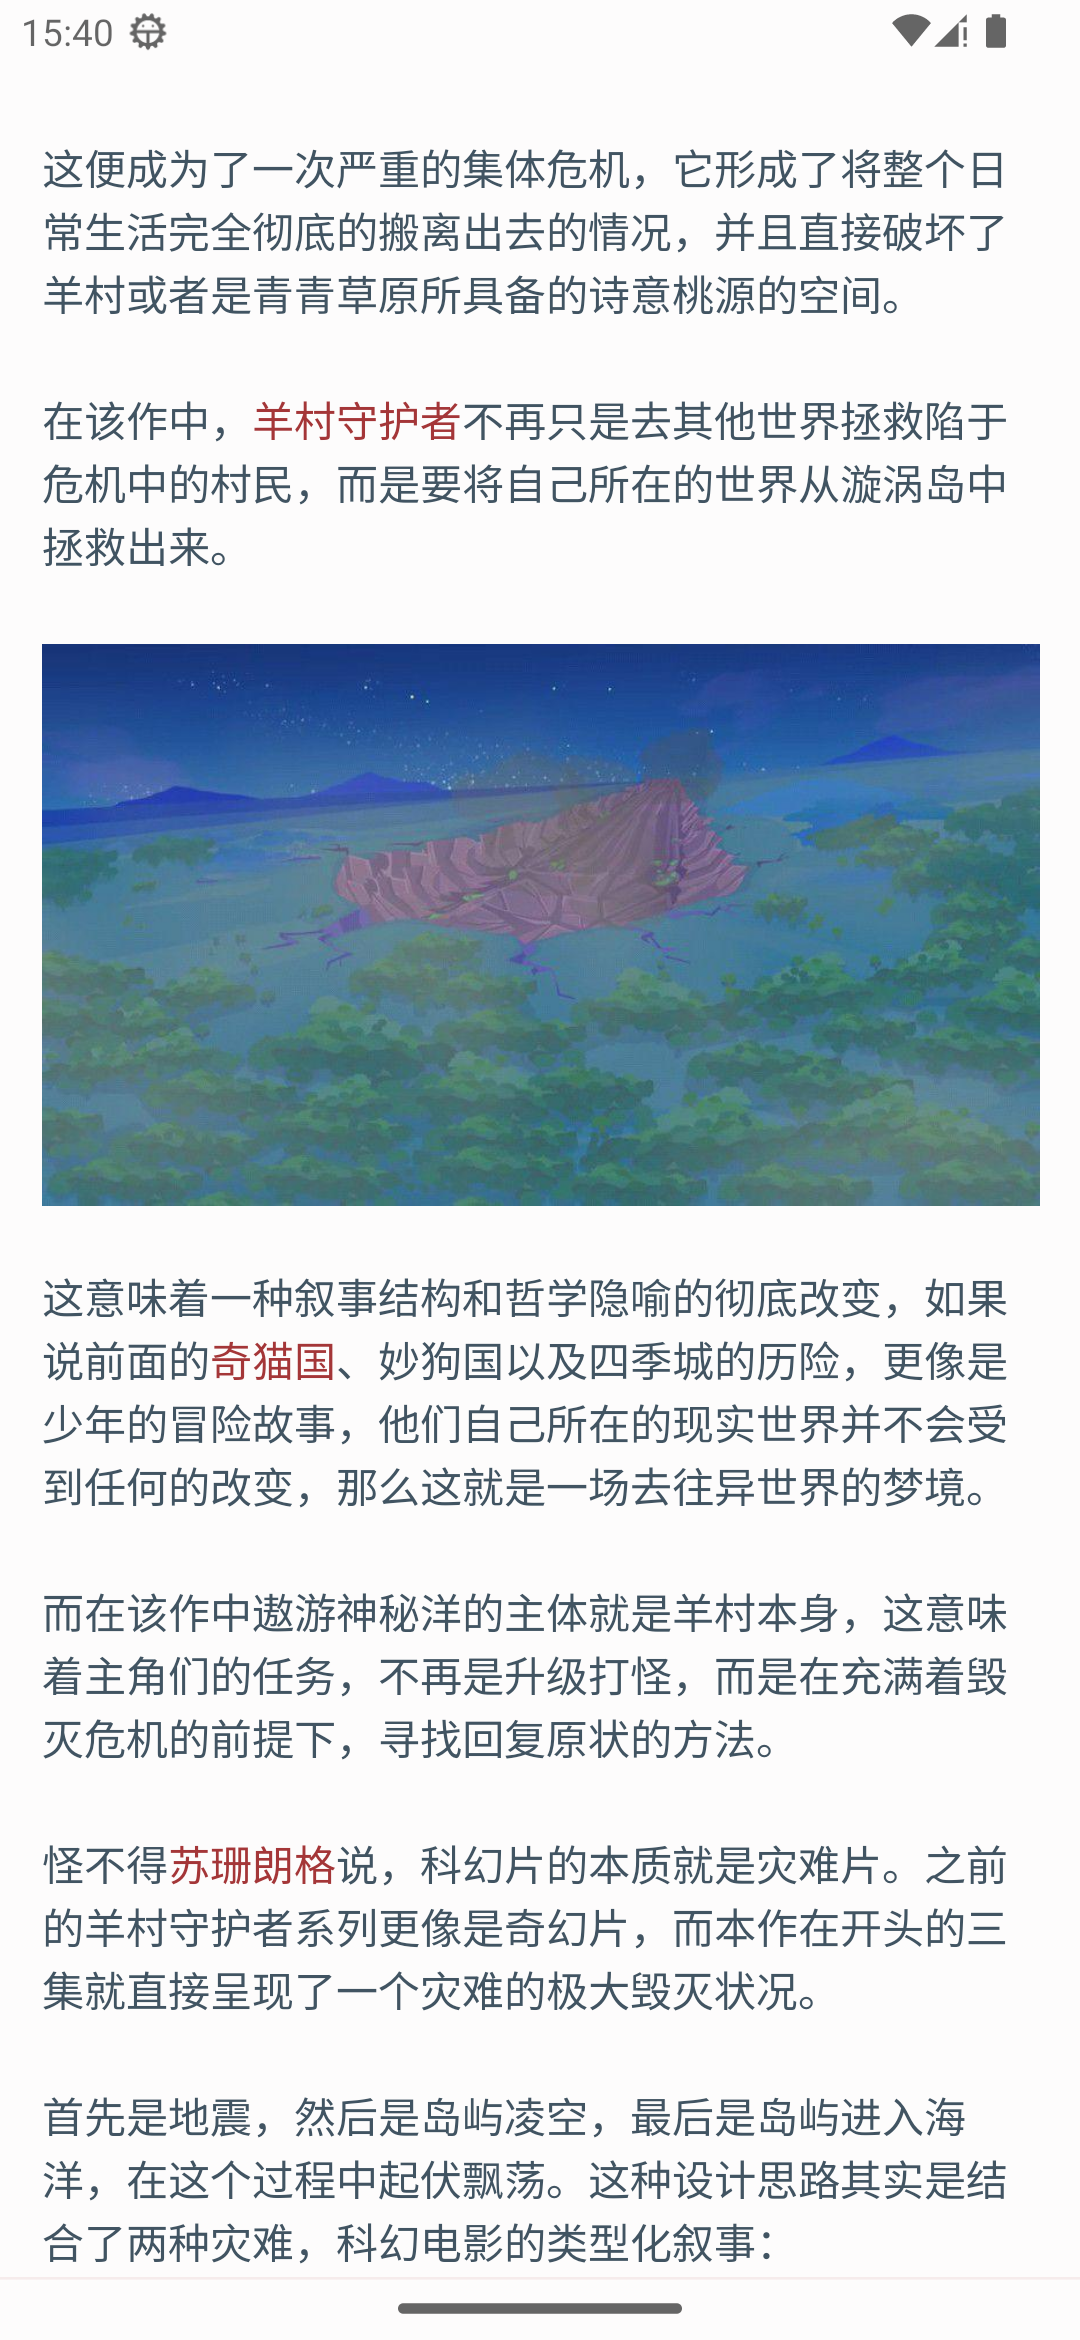 15:40
这便成为了一次严重的集体危机，它形成了将整个日
常生活完全彻底的搬离出去的情况，并且直接破坏了
羊村或者是青青草原所具备的诗意桃源的空间。
在该作中，羊村守护者不再只是去其他世界拯救陷于
危机中的村民，而是要将自己所在的世界从漩涡岛中
拯救出来。
这意味着一种叙事结构和哲学隐喻的彻底改变，如果
说前面的奇猫国、妙狗国以及四季城的历险，更像是
少年的冒险故事，他们自己所在的现实世界并不会受
到任何的改变，那么这就是一场去往异世界的梦境。
而在该作中遨游神秘洋的主体就是羊村本身，这意味
着主角们的任务，不再是升级打怪，而是在充满着毁
灭危机的前提下，寻找回复原状的方法。
怪不得苏珊朗格说，科幻片的本质就是灾难片。之前
的羊村守护者系列更像是奇幻片，而本作在开头的三
集就直接呈现了一个灾难的极大毁灭状况。
首先是地震，然后是岛屿凌空，最后是岛屿进入海
洋，在这个过程中起伏飘荡。这种设计思路其实是结
合了两种灾难，科幻电影的类型化叙事：